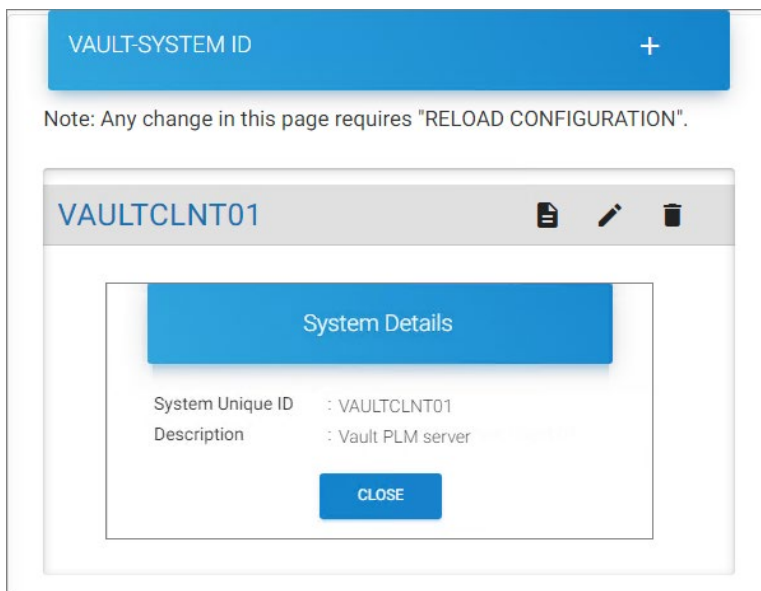 VAULT-SYSTEM ID +
Note: Any change in this page requires "RELOAD CONFIGURATION".
VAULTCLNT01
System Details
System Unique ID : VAULTCLNT01
Description : Vault PLM server
CLOSE